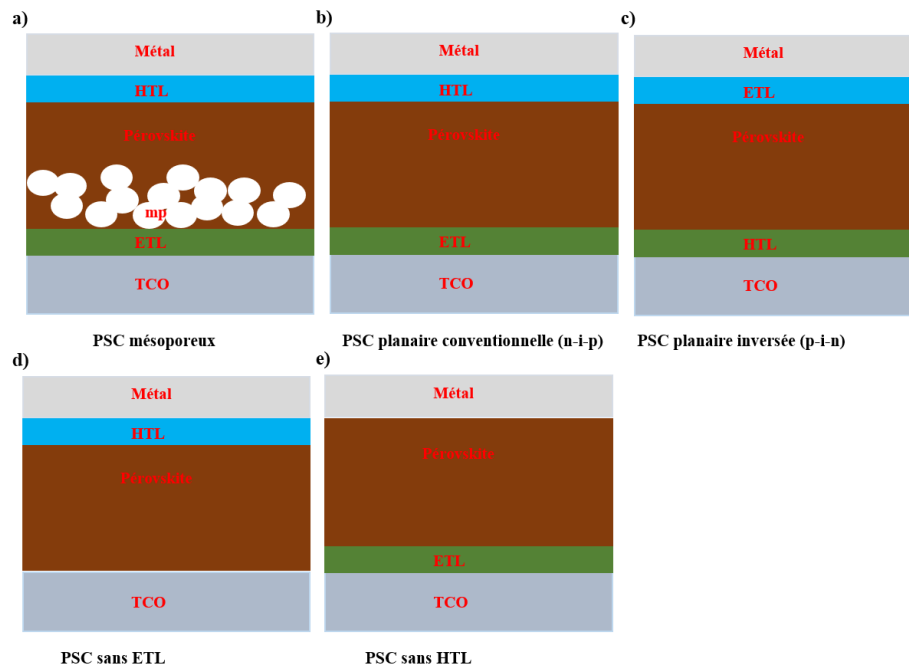 a)
Métal
HTL
Pérovskite
mp
ETL
TCO
PSC mésoporeux
b)
Métal
HTL
Pérovskite
ETL
TCO
PSC planaire conventionnelle (n-i-p)
c)
Métal
ETL
Pérovskite
HTL
TCO
PSC planaire inversée (p-i-n)
d)
Métal
HTL
Pérovskite
TCO
PSC sans ETL
e)
Métal
Pérovskite
ETL
TCO
PSC sans HTL